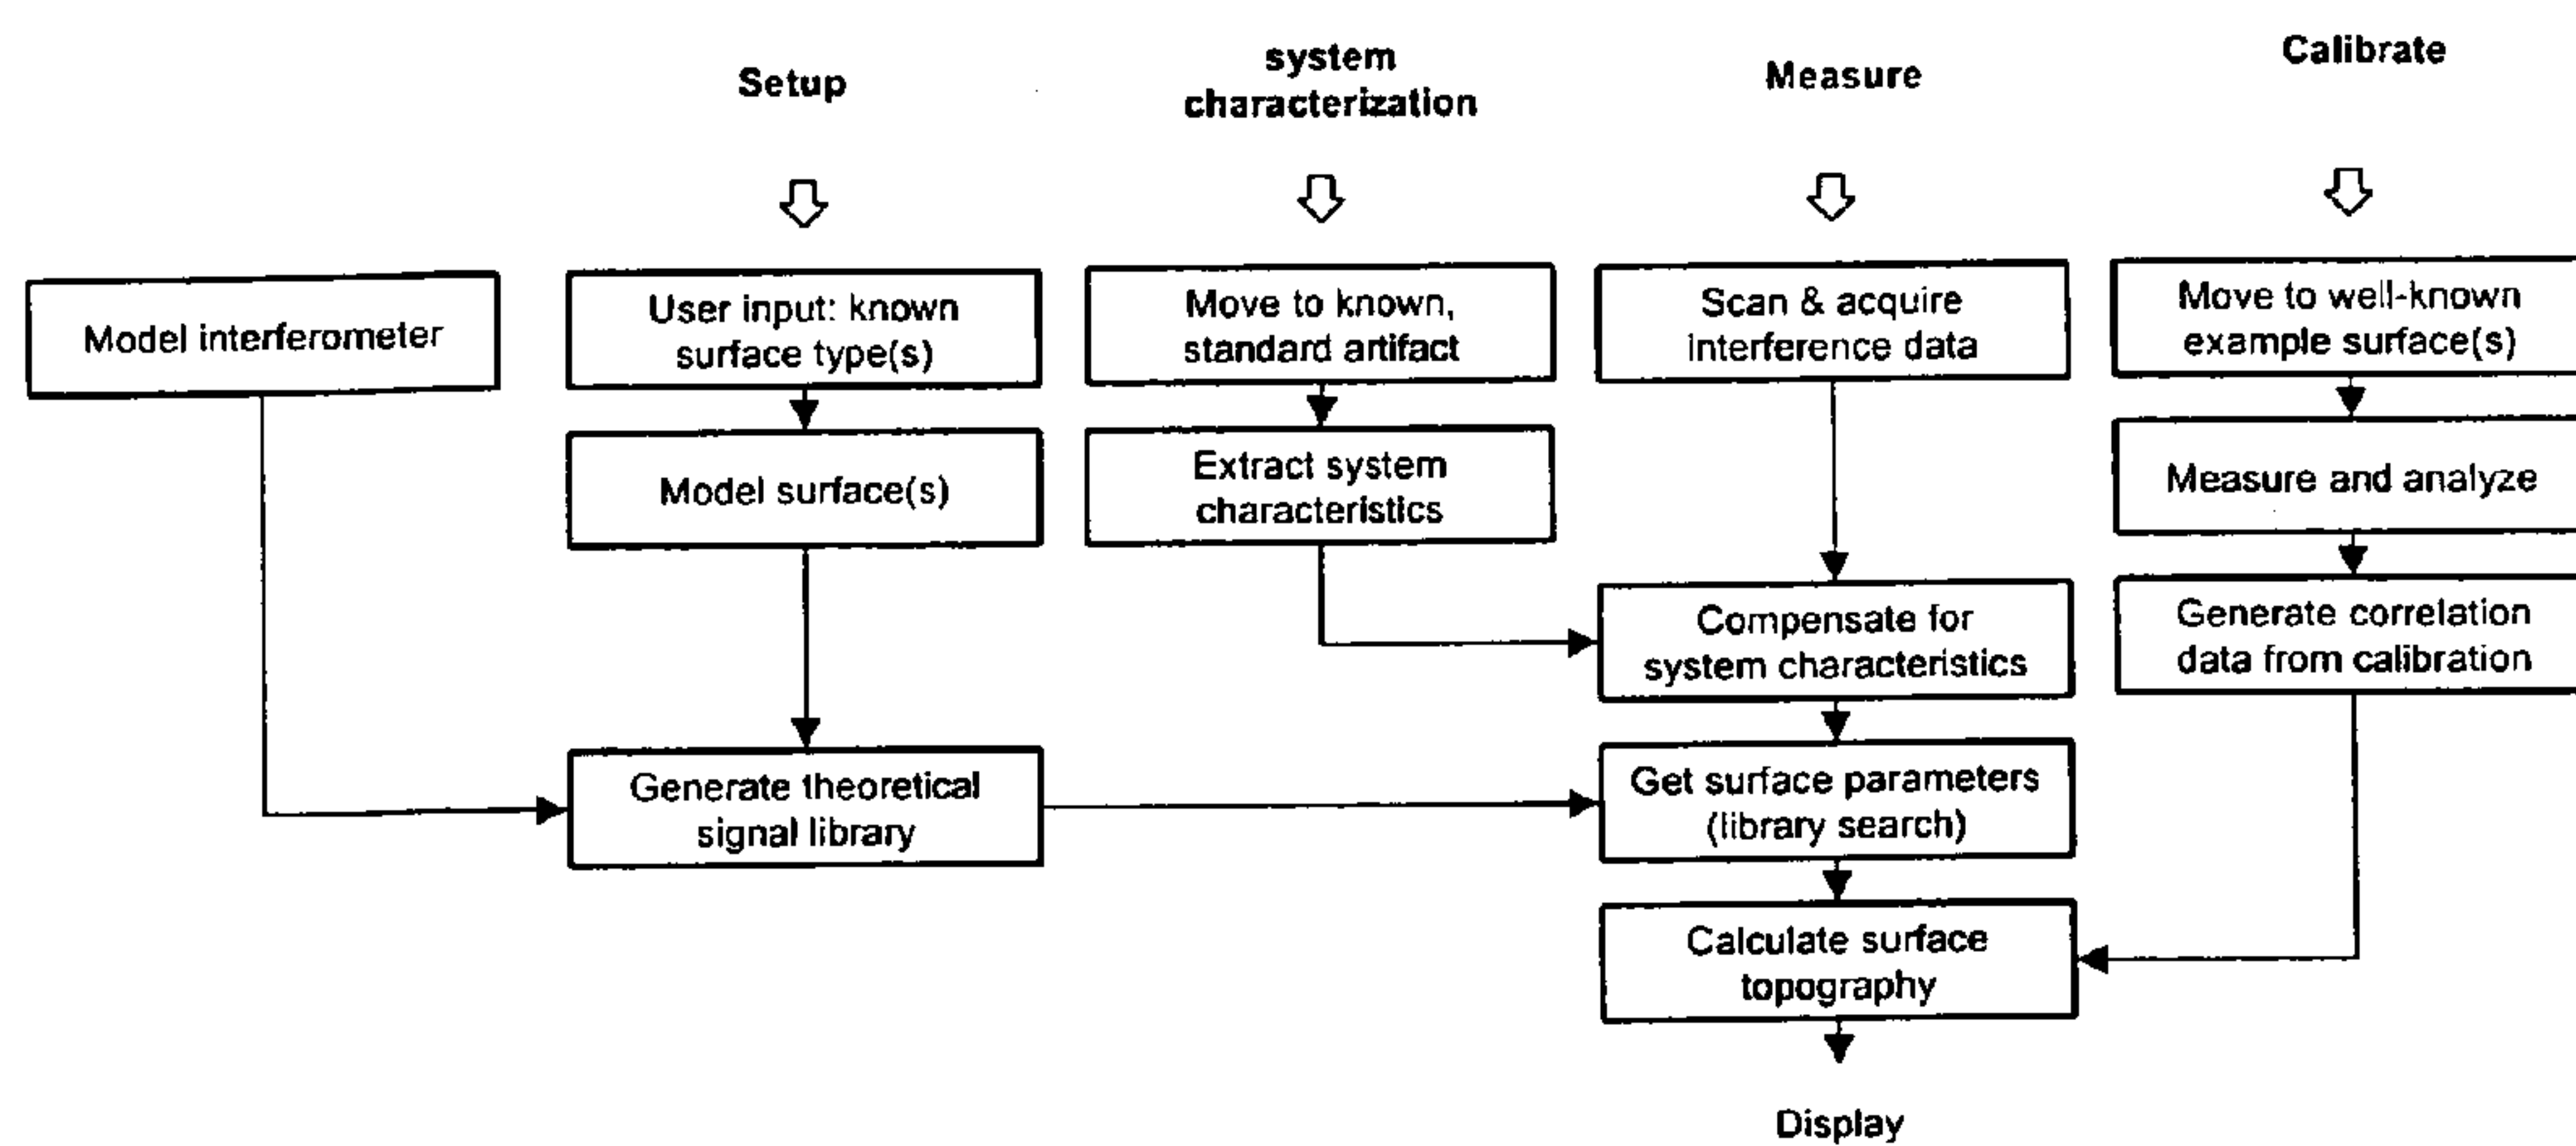 Setup
system
characterization
Measure
Calibrate
Model interferometer
User input: known
surface type(s)
Move to known,
standard artifact
Scan & acquire
interference data
Move to well-known
example surface(s)
Model surface(s)
Extract system
characteristics
Measure and analyze
Compensate for
system characteristics
Generate correlation
data from calibration
Generate theoretical
signal library
Get surface parameters
(library search)
Calculate surface
topography
Display